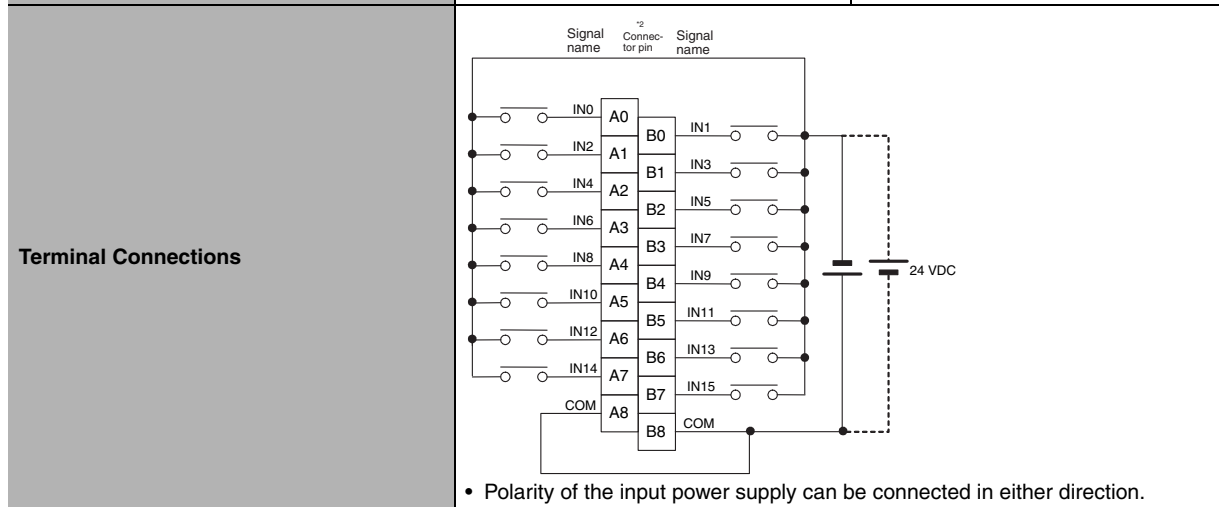 Terminal Connections
Signal name
*2
Connec-
tor pin
Signal name
IN0 A0
B0 IN1
IN2 A1
B1 IN3
IN4 A2
B2 IN5
IN6 A3
B3 IN7
IN8 A4
B4 IN9
24 VDC
IN10 A5
B5 IN11
IN12 A6
B6 IN13
IN14 A7
B7 IN15
COM A8
B8 COM
• Polarity of the input power supply can be connected in either direction.